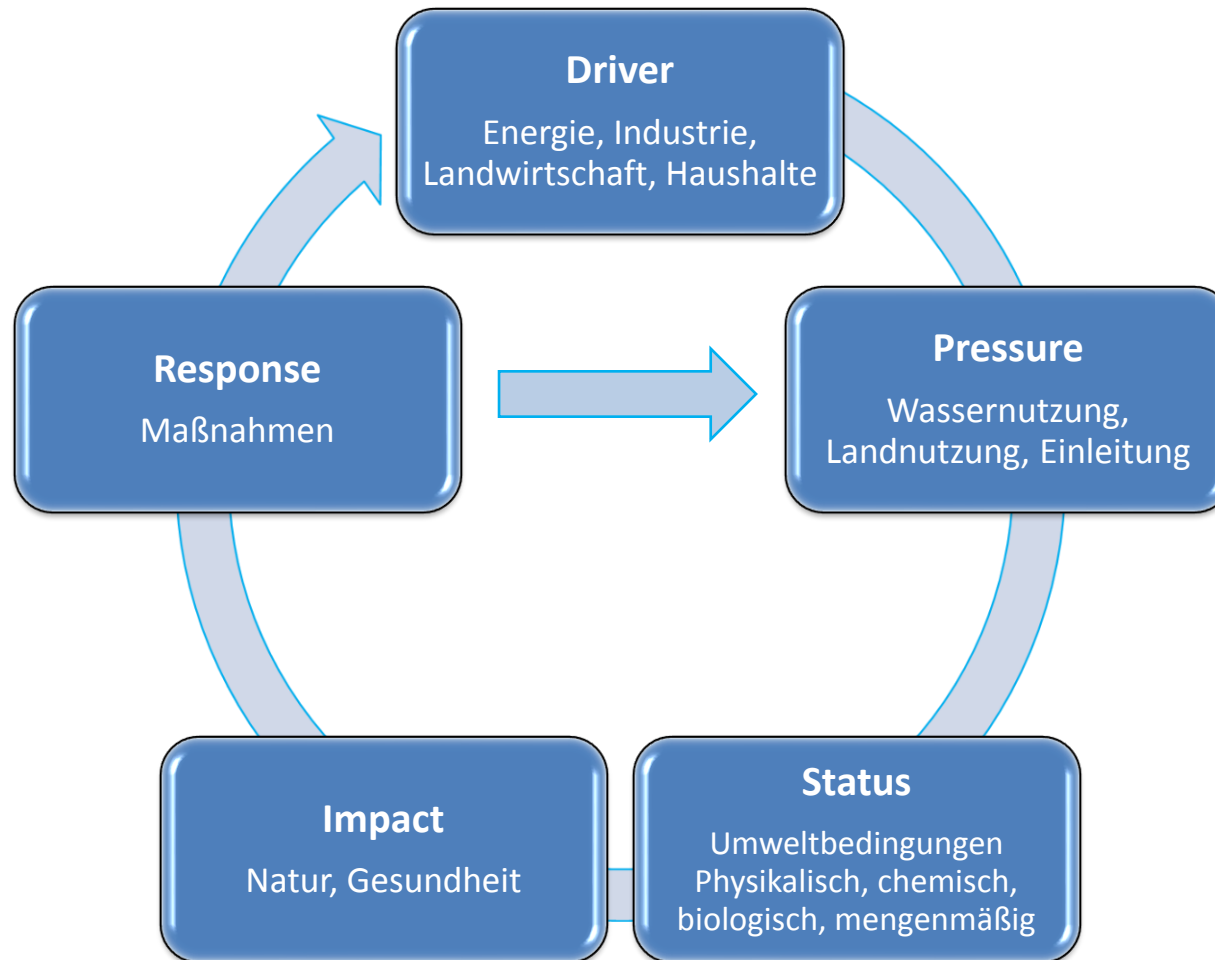 Driver
Energie, Industrie,
Landwirtschaft, Haushalte
Pressure
Wassernutzung,
Landnutzung, Einleitung
Status
Umweltbedingungen
Physikalisch, chemisch,
biologisch, mengenmäßig
Impact
Natur, Gesundheit
Response
Maßnahmen